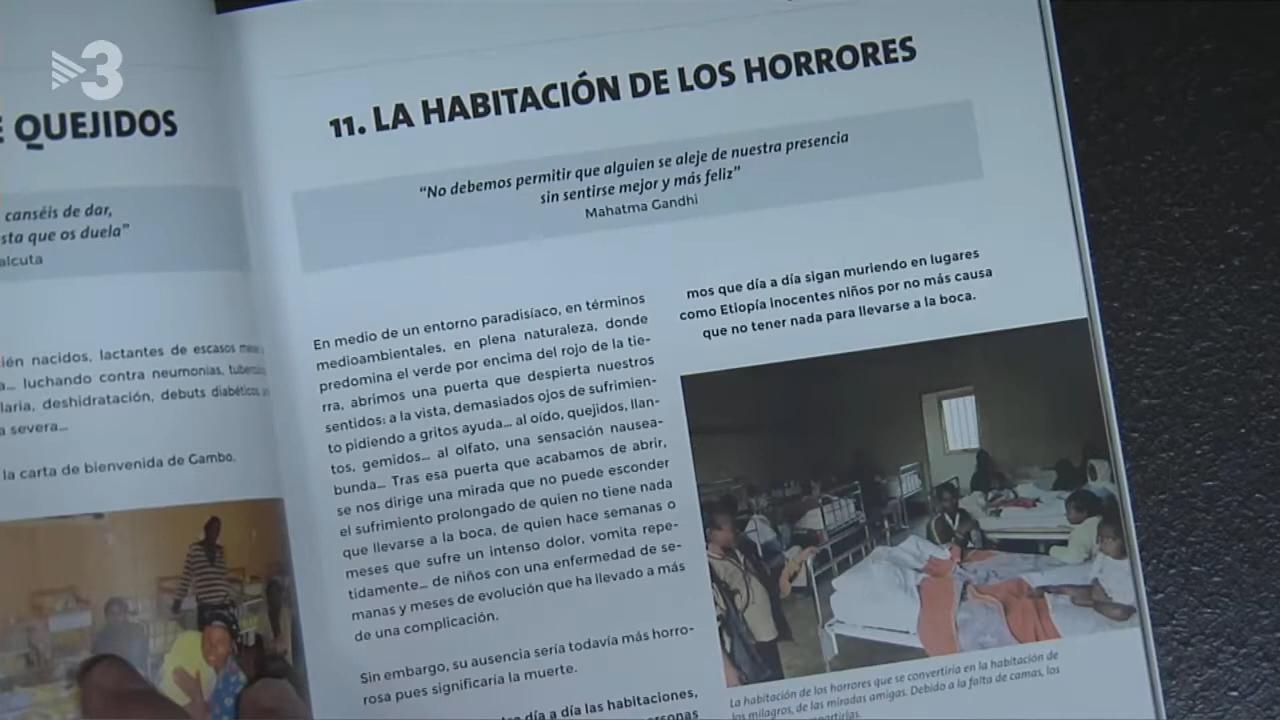 3
E QUEJIDOS
canséis de dar,
sta que os duela”
alcuta
ién nacidos, lactantes de escasos
a... luchando contra neumonías,
laria, deshidratación, debuts diabéticos
a severa...
la carta de bienvenida de Gambo.
11. LA HABITACIÓN DE LOS HORRORES
“No debemos permitir que alguien se aleje de nuestra presencia
sin sentirse mejor y más feliz”
Mahatma Gandhi
En medio de un entorno paradisíaco, en términos
medioambientales, en plena naturaleza, donde
predomina el verde por encima del rojo de la tie-
rra, abrimos una puerta que despierta nuestros
sentidos: a la vista, demasiados ojos de sufrimien-
to pidiendo a gritos ayuda... al oído, quejidos, llan-
tos, gemidos... al olfato, una sensación nausea-
bunda... Tras esa puerta que acabamos de abrir,
se nos dirige una mirada que no puede esconder
el sufrimiento prolongado de quien no tiene nada
que llevarse a la boca, de quien hace semanas o
meses que sufre un intenso dolor, vomita repe-
tidamente... de niños con una enfermedad de se-
manas y meses de evolución que ha llevado a más
de una complicación.
Sin embargo, su ausencia sería todavía más horro-
rosa pues significaría la muerte.
día a día las habitaciones,
mos que día a día sigan muriendo en lugares
como Etiopía inocentes niños por no más causa
que no tener nada para llevarse a la boca.
La habitación de los horrores que se convertiría en la habitación de
los milagros, de las miradas amigas. Debido a la falta de camas, los